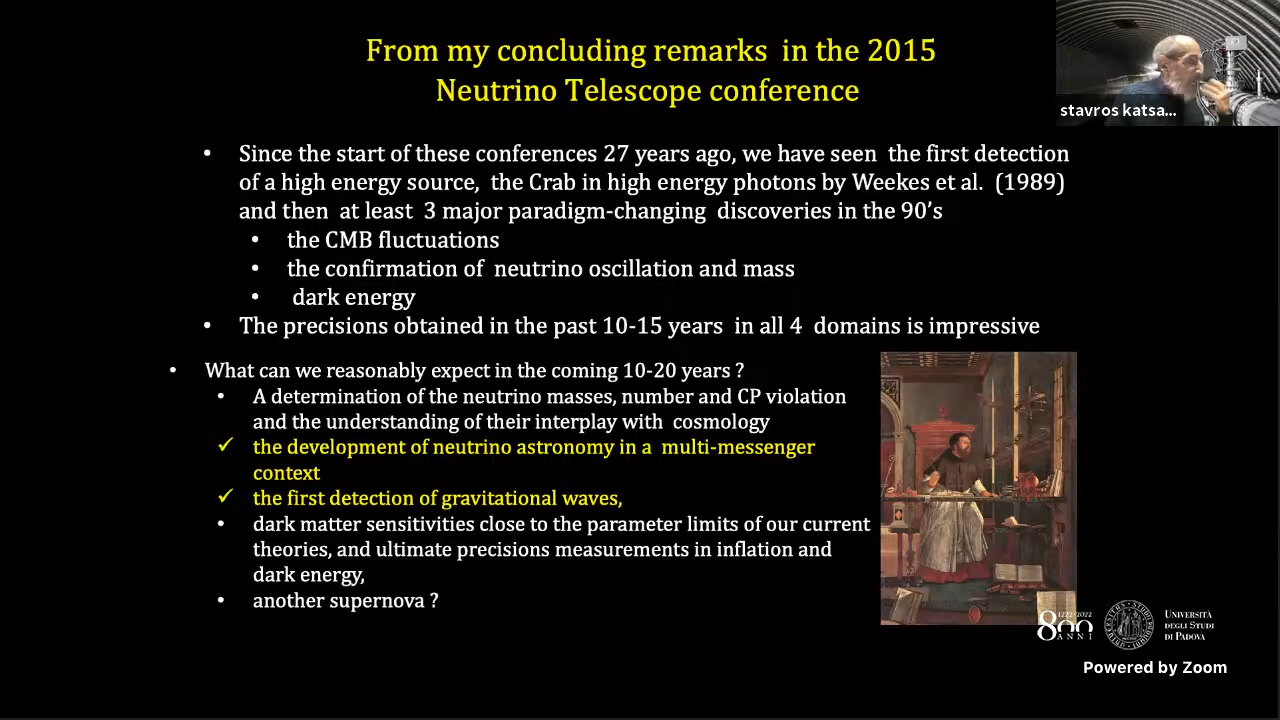 From my concluding remarks in the 2015
Neutrino Telescope conference
stavros katsa...
• Since the start of these conferences 27 years ago, we have seen the first detection
of a high energy source, the Crab in high energy photons by Weekes et al. (1989)
and then at least 3 major paradigm-changing discoveries in the 90's
• the CMB fluctuations
• the confirmation of neutrino oscillation and mass
• dark energy
• The precisions obtained in the past 10-15 years in all 4 domains is impressive
• What can we reasonably expect in the coming 10-20 years ?
• A determination of the neutrino masses, number and CP violation
and the understanding of their interplay with cosmology
✓ the development of neutrino astronomy in a multi-messenger
context
✓ the first detection of gravitational waves,
• dark matter sensitivities close to the parameter limits of our current
theories, and ultimate precisions measurements in inflation and
dark energy,
• another supernova ?
1222-2022
800
ANNI
UNIVERSITÀ
DEGLI STUDI
DI PADOVA
Powered by Zoom